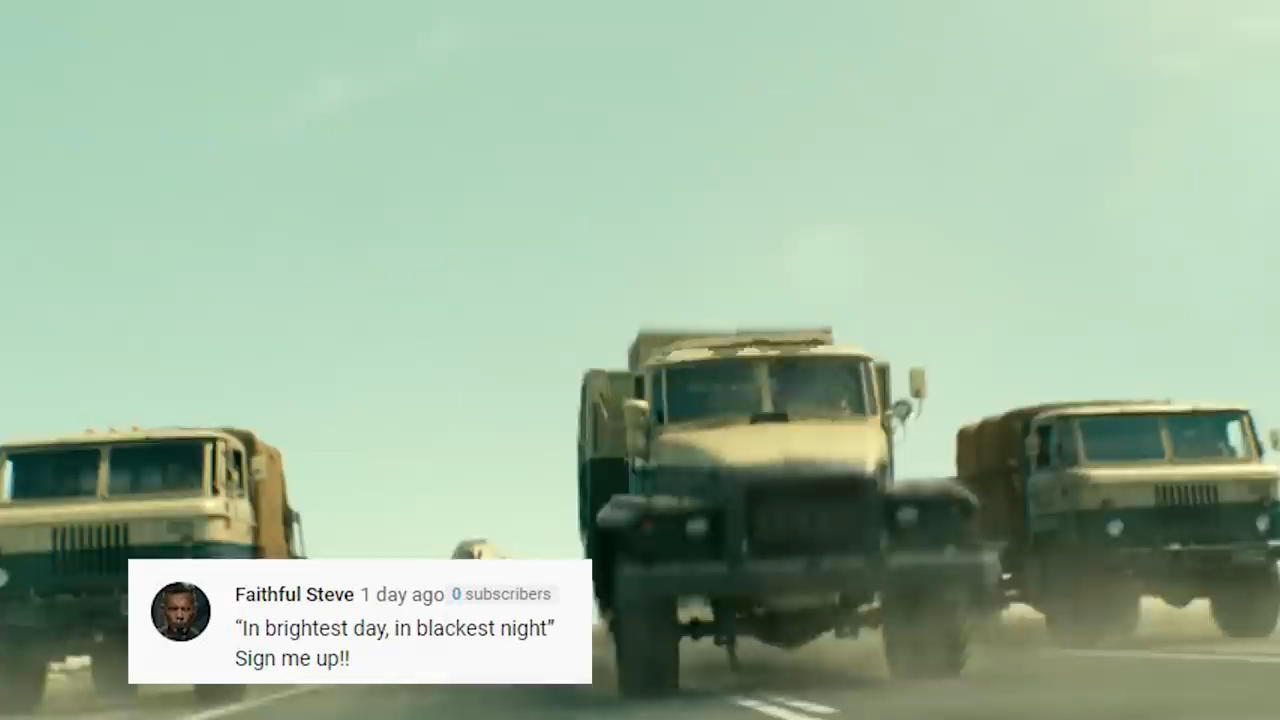 Faithful Steve 1 day ago 0 subscribers
“In brightest day, in blackest night”
Sign me up!!